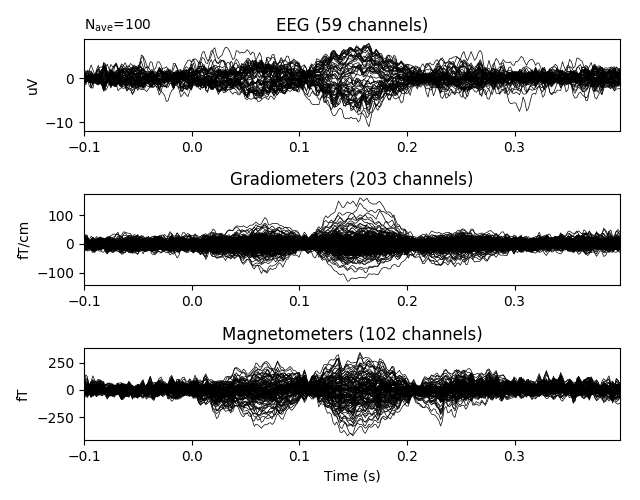 N_ave=100
EEG (59 channels)
uV
0
−10
−0.1 0.0 0.1 0.2 0.3
Gradiometers (203 channels)
fT/cm
100
0
−100
−0.1 0.0 0.1 0.2 0.3
Magnetometers (102 channels)
fT
250
0
−250
−0.1 0.0 0.1 0.2 0.3
Time (s)